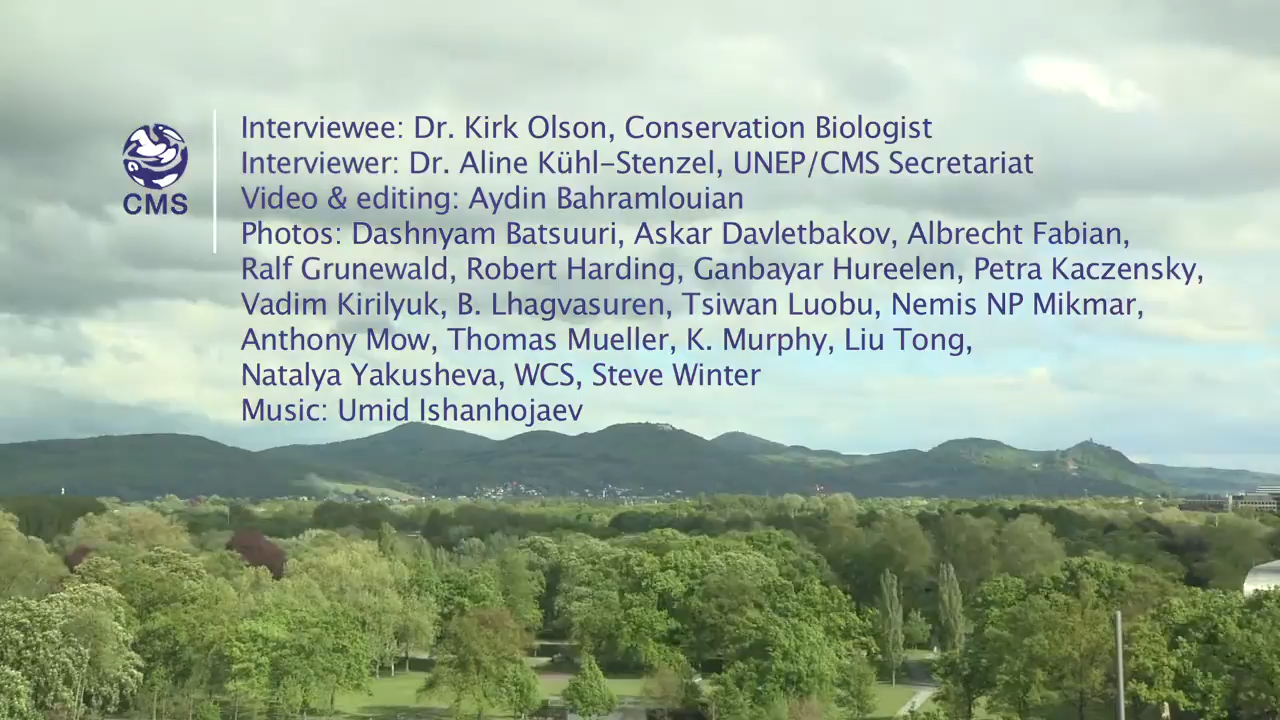 CMS
Interviewee: Dr. Kirk Olson, Conservation Biologist
Interviewer: Dr. Aline Kühl-Stenzel, UNEP/CMS Secretariat
Video & editing: Aydin Bahramlouian
Photos: Dashnyam Batsuuri, Askar Davletbakov, Albrecht Fabian,
Ralf Grunewald, Robert Harding, Ganbayar Hureelen, Petra Kaczensky,
Vadim Kirilyuk, B. Lhagvasuren, Tsiwan Luobu, Nemis NP Mikmar,
Anthony Mow, Thomas Mueller, K. Murphy, Liu Tong,
Natalya Yakusheva, WCS, Steve Winter
Music: Umid Ishanhojaev